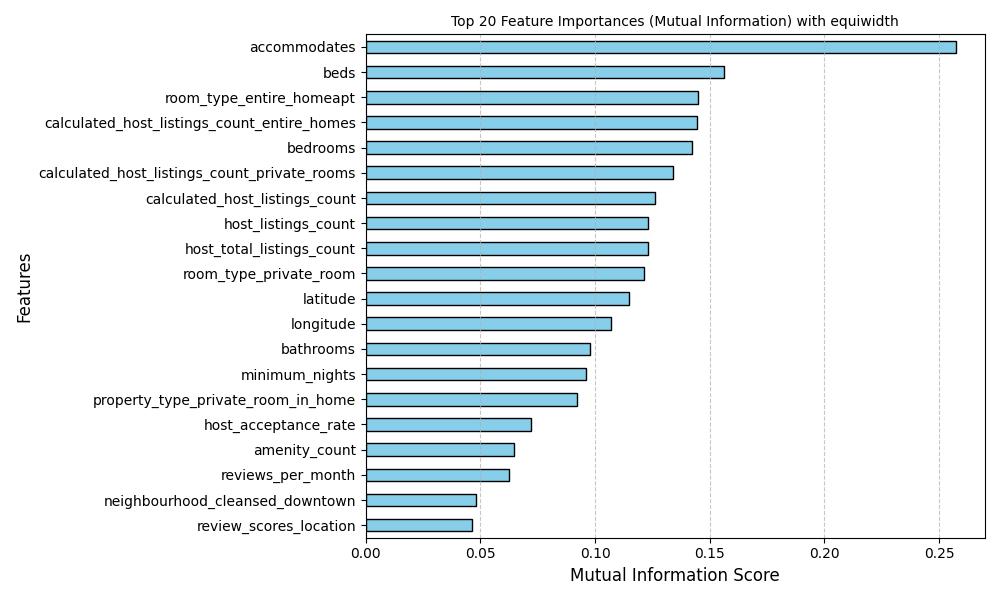 Top 20 Feature Importances (Mutual Information) with equiwidth
accommodates
beds
room_type_entire_homeapt
calculated_host_listings_count_entire_homes
bedrooms
calculated_host_listings_count_private_rooms
calculated_host_listings_count
host_listings_count
host_total_listings_count
room_type_private_room
latitude
longitude
bathrooms
minimum_nights
property_type_private_room_in_home
host_acceptance_rate
amenity_count
reviews_per_month
neighbourhood_cleansed_downtown
review_scores_location
Features
0.00 0.05 0.10 0.15 0.20 0.25
Mutual Information Score